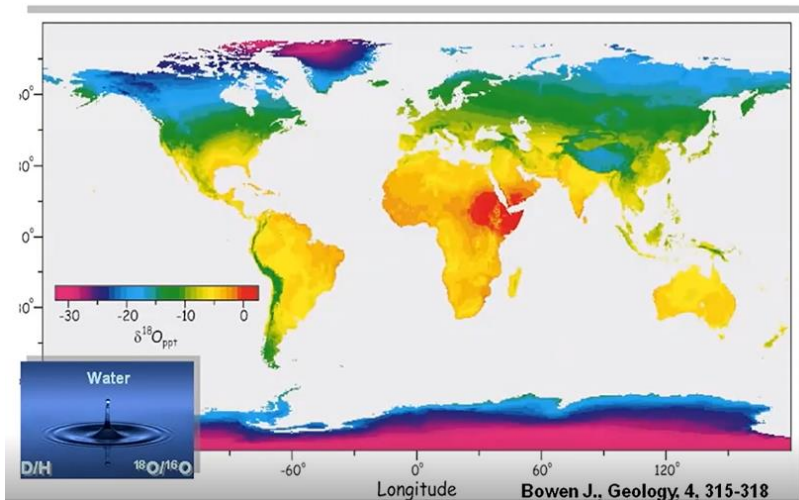 30°
0°
-30 -20 -10 0
δ¹⁸Oppt
Water
D/H ¹⁸O/¹⁶O
-60° 0° 60° 120°
Longitude
Bowen J., Geology, 4, 315-318